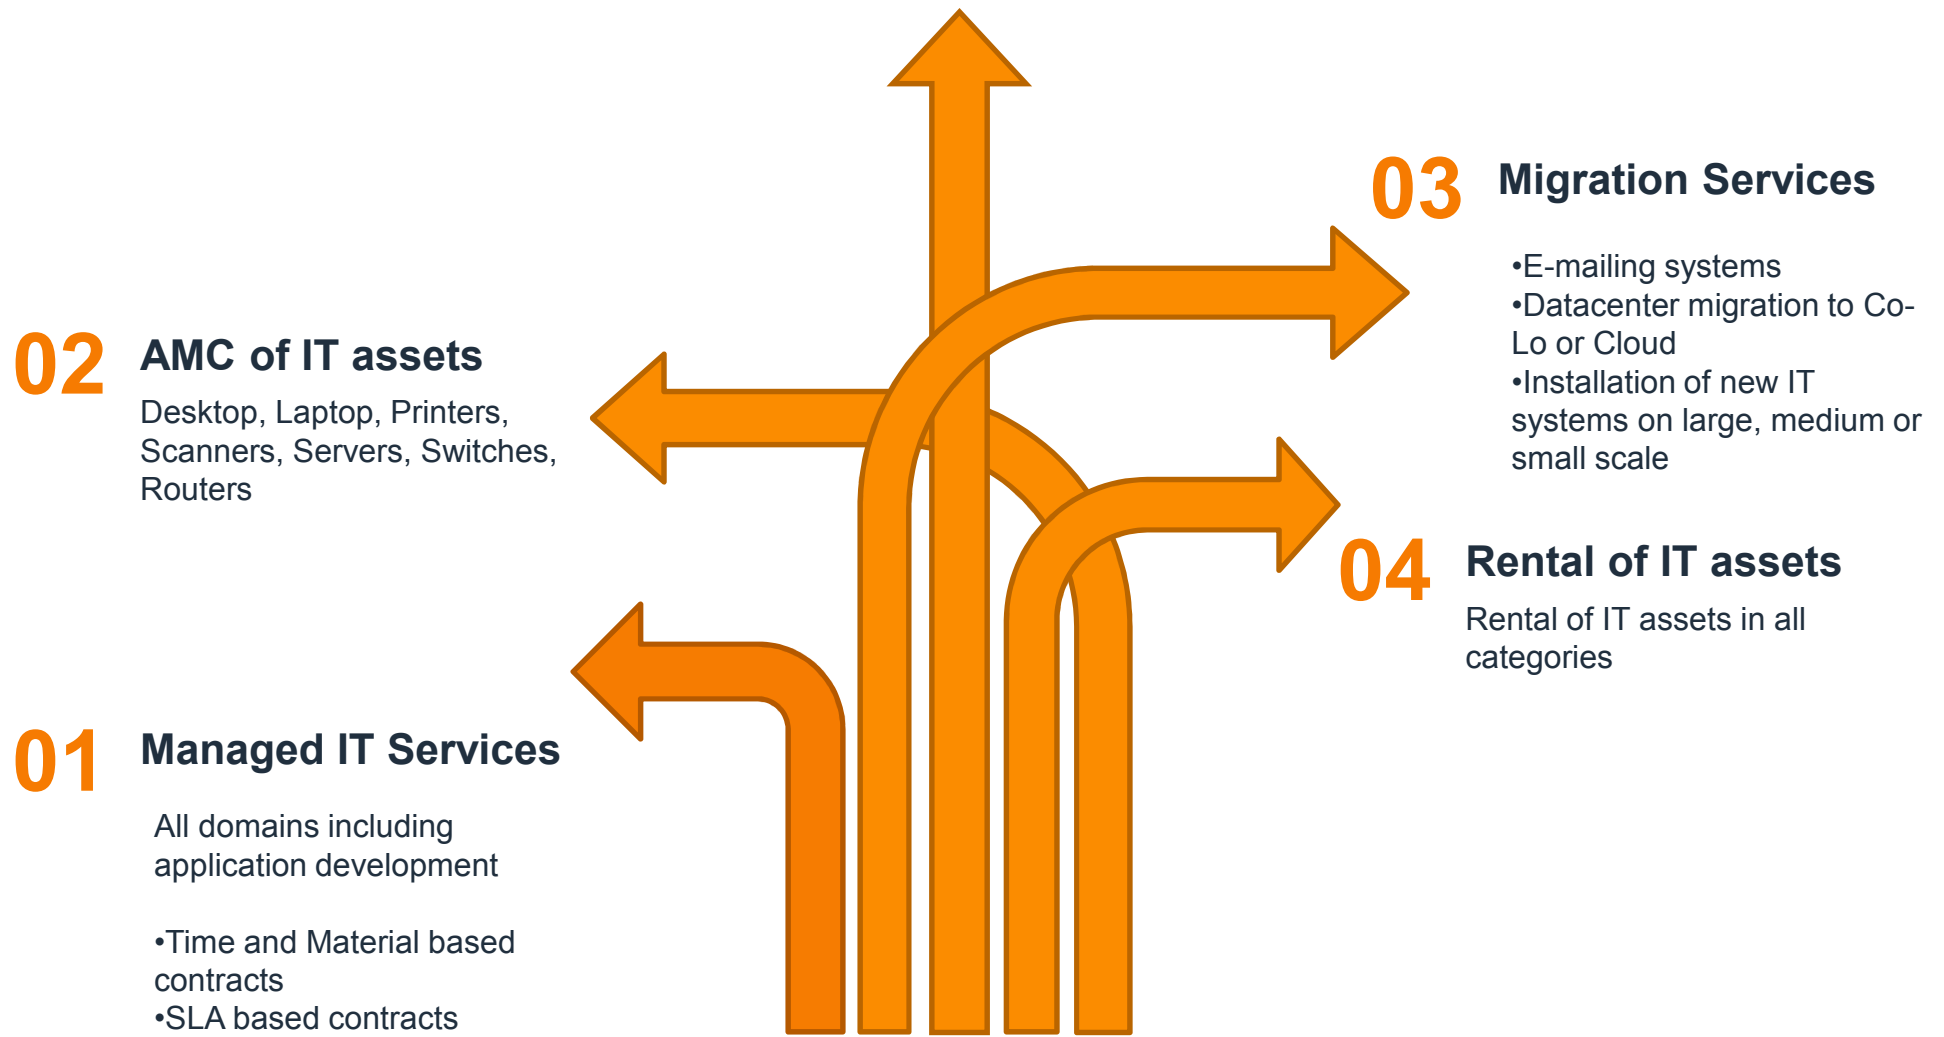 03
Migration Services
•E-mailing systems
•Datacenter migration to Co-
Lo or Cloud
•Installation of new IT
systems on large, medium or
small scale
02
AMC of IT assets
Desktop, Laptop, Printers,
Scanners, Servers, Switches,
Routers
04
Rental of IT assets
Rental of IT assets in all
categories
01
Managed IT Services
All domains including
application development
•Time and Material based
contracts
•SLA based contracts